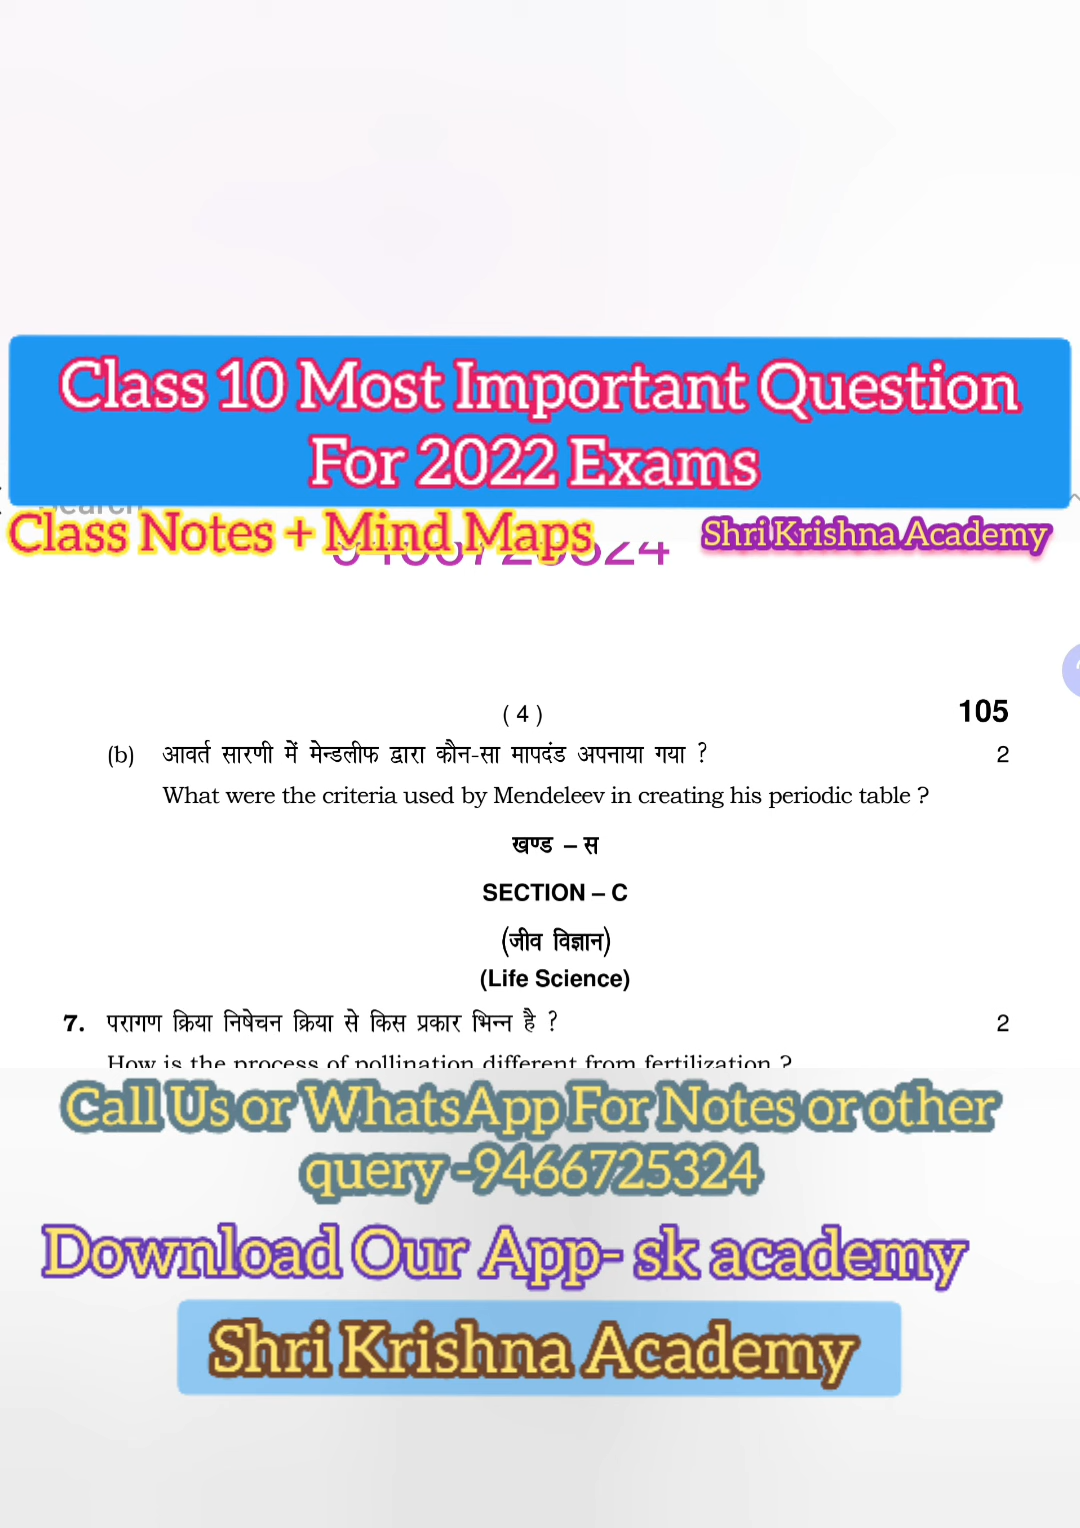 Class 10 Most Important Question
For 2022 Exams
Class Notes + Mind Maps
Shri Krishna Academy
( 4 )
105
(b) आवर्त सारणी में मेन्डलीफ द्वारा कौन-सा मापदंड अपनाया गया ? 2
What were the criteria used by Mendeleev in creating his periodic table ?
खण्ड – स
SECTION – C
(जीव विज्ञान)
(Life Science)
7. परागण क्रिया निषेचन क्रिया से किस प्रकार भिन्न है ? 2
How is the process of pollination different from fertilization ?
Call Us or WhatsApp For Notes or other
query -9466725324
Download Our App- sk academy
Shri Krishna Academy